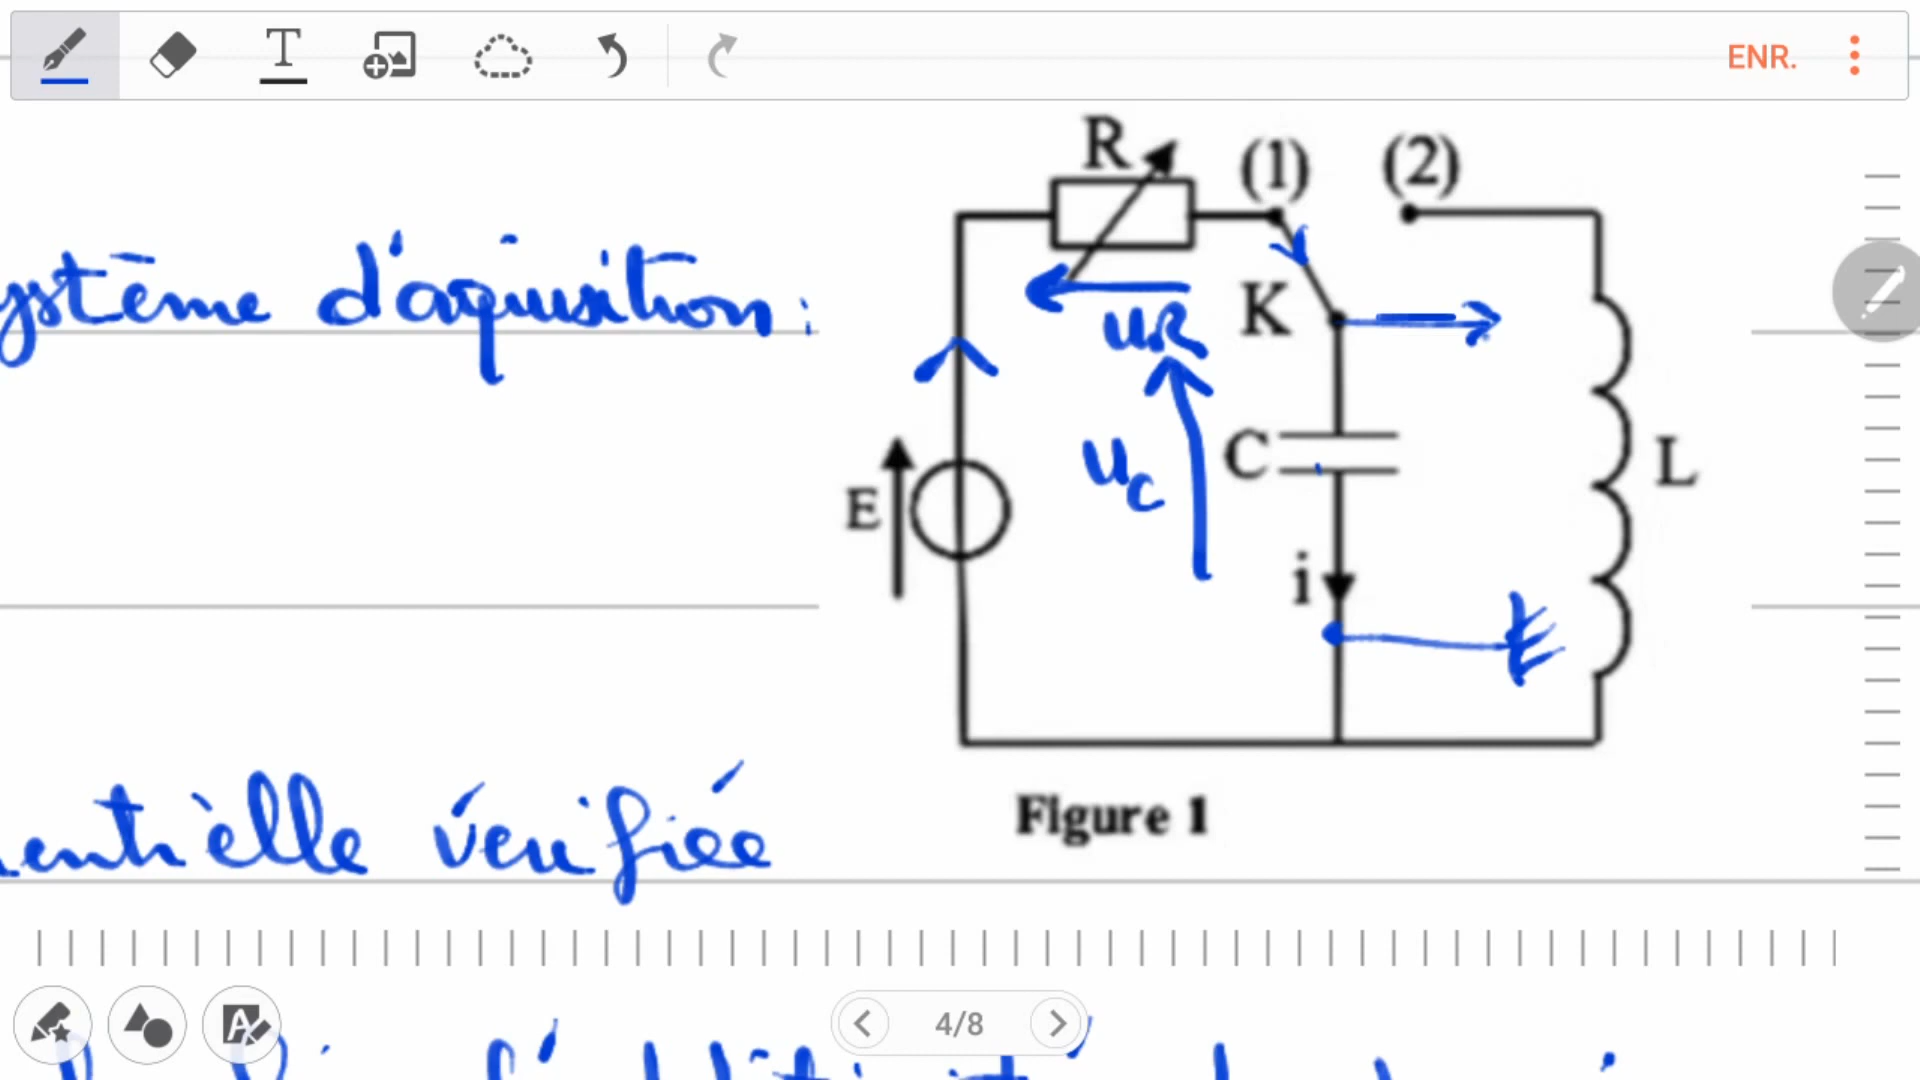 T
ENR.
R (1) (2)
ystème d'aquisition:
K
uR
C
uc
L
E
i
Figure 1
entielle vérifiée
A
4/8